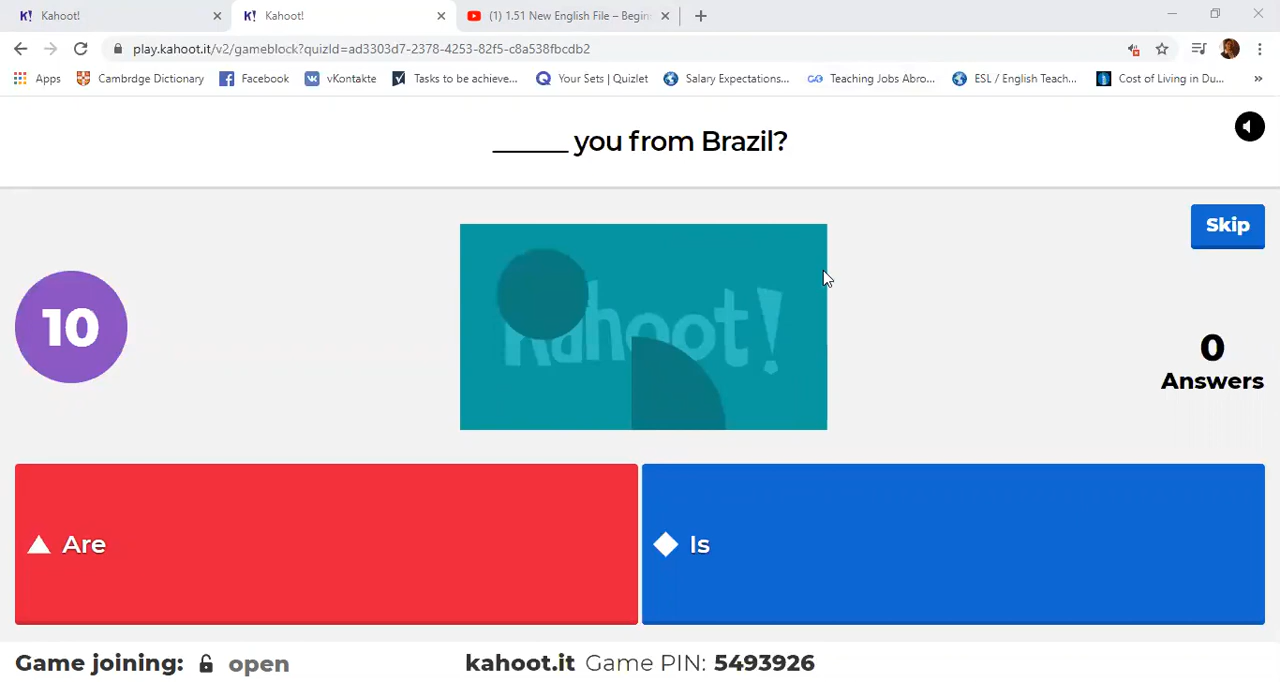 K! Kahoot!
K! Kahoot!
(1) 1.51 New English File – Begin
play.kahoot.it/v2/gameblock?quizId=ad3303d7-2378-4253-82f5-c8a538fbcdb2
Apps
Cambrdge Dictionary
Facebook
vKontakte
Tasks to be achieve...
Your Sets | Quizlet
Salary Expectations...
Teaching Jobs Abro...
ESL / English Teach...
Cost of Living in Du...
»
_____ you from Brazil?
Skip
10
Kahoot!
0
Answers
Are
Is
Game joining: open
kahoot.it Game PIN: 5493926